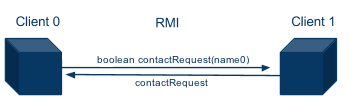 Client 0
RMI
Client 1
boolean contactRequest(name0)
contactRequest